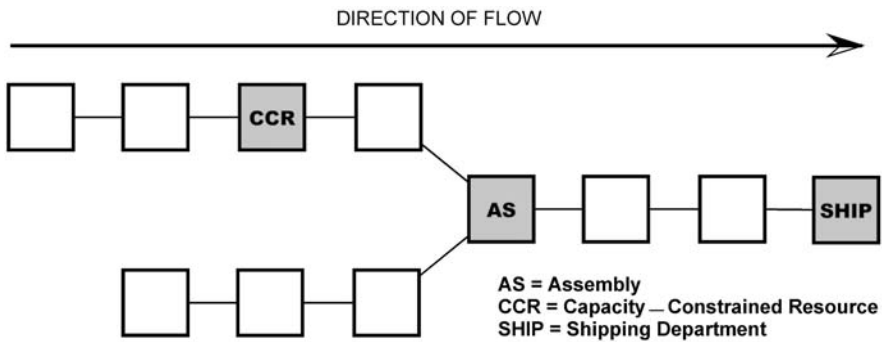 DIRECTION OF FLOW
CCR
AS
SHIP
AS = Assembly
CCR = Capacity — Constrained Resource
SHIP = Shipping Department